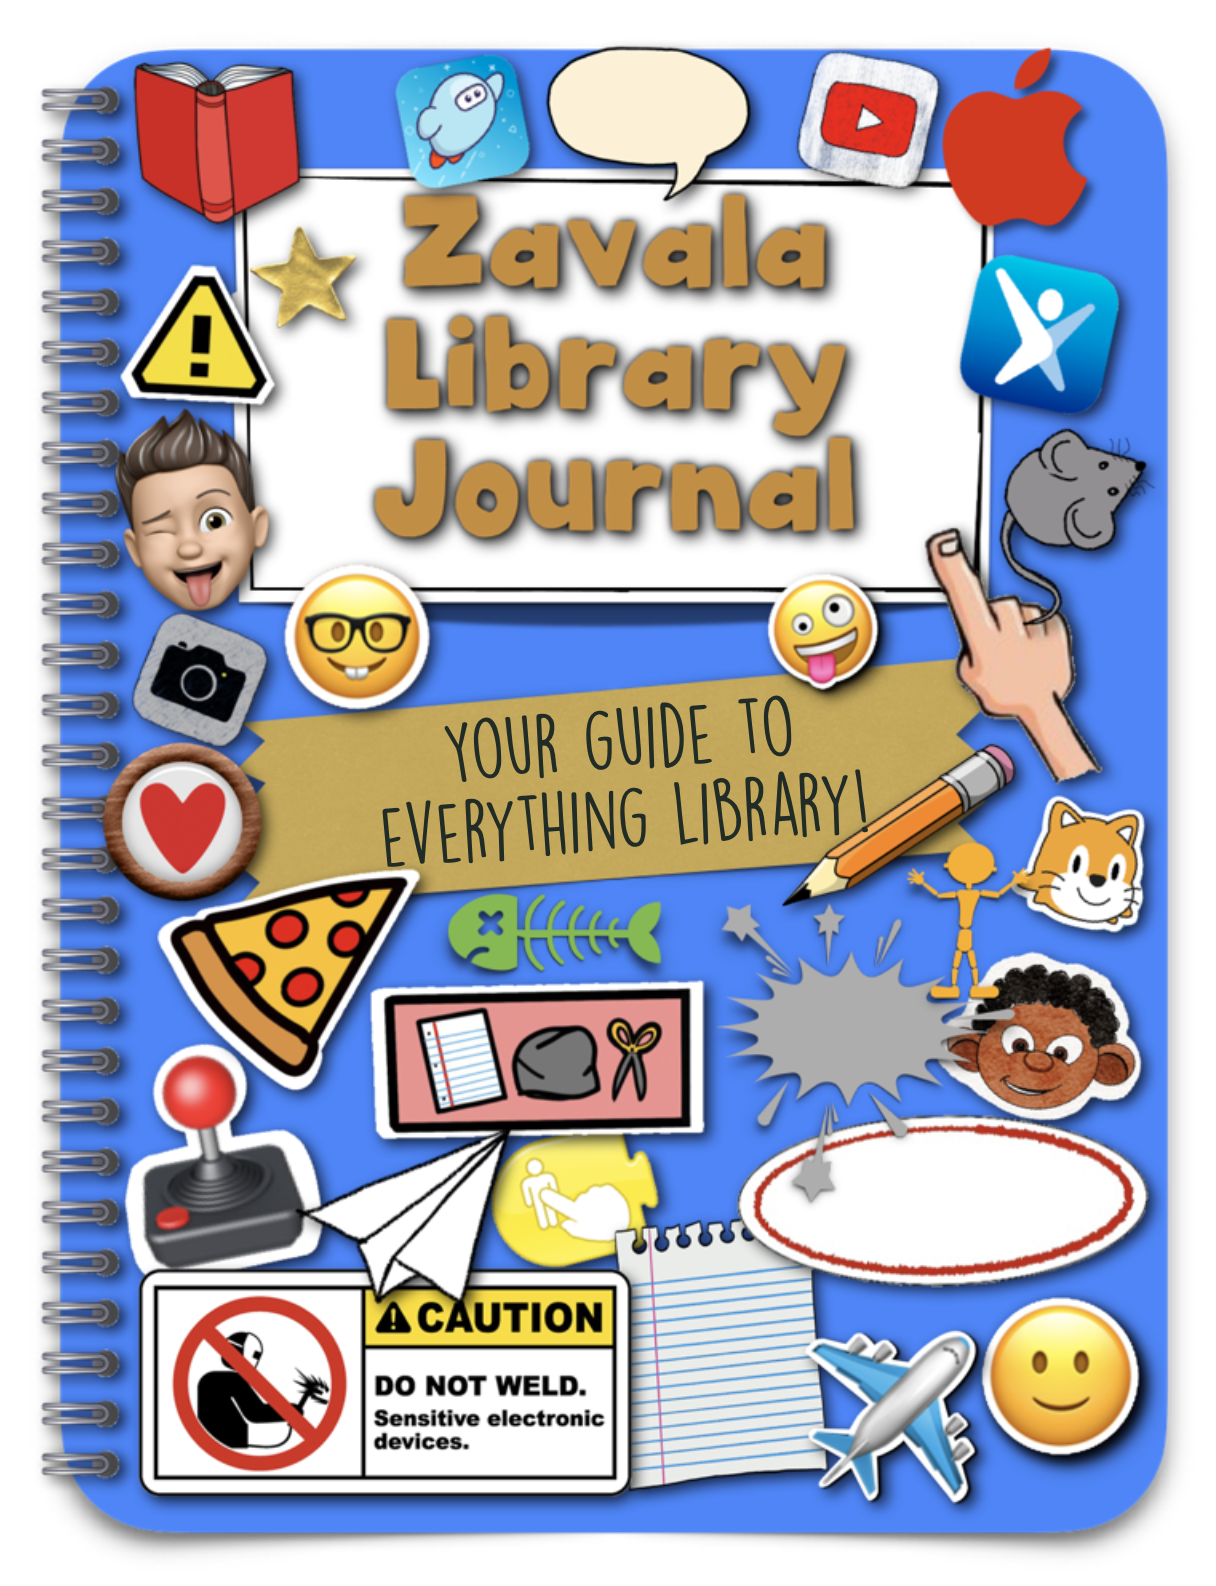 Zavala
Library
Journal
YOUR GUIDE TO
EVERYTHING LIBRARY!
CAUTION
DO NOT WELD.
Sensitive electronic
devices.